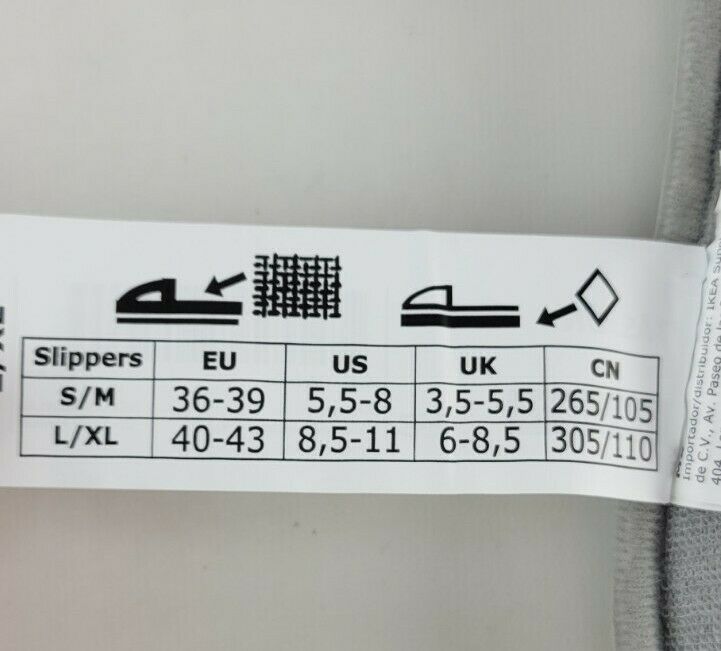 Slippers EU US UK CN
S/M 36-39 5,5-8 3,5-5,5 265/105
L/XL 40-43 8,5-11 6-8,5 305/110
Importador/distribuidor: IKEA
de C.V., Av. Paseo de
404,